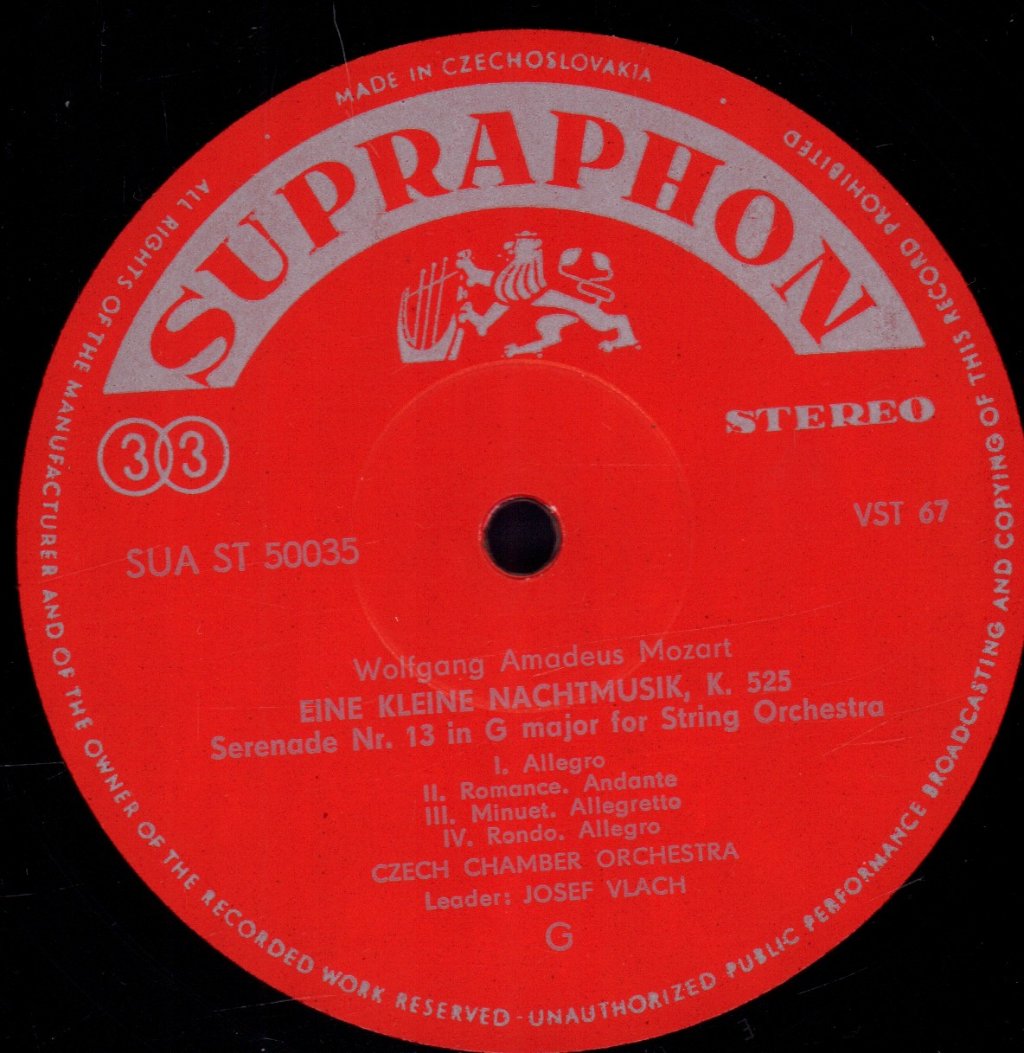 MADE IN CZECHOSLOVAKIA
SUPRAPHON
33
STEREO
SUA ST 50035
VST 67
Wolfgang Amadeus Mozart
EINE KLEINE NACHTMUSIK, K. 525
Serenade Nr. 13 in G major for String Orchestra
I. Allegro
II. Romance. Andante
III. Minuet. Allegretto
IV. Rondo. Allegro
CZECH CHAMBER ORCHESTRA
Leader: JOSEF VLACH
G
ALL RIGHTS OF THE MANUFACTURER AND OF THE OWNER OF THE RECORDED WORK RESERVED - UNAUTHORIZED PUBLIC PERFORMANCE BROADCASTING AND COPYING OF THIS RECORD PROHIBITED